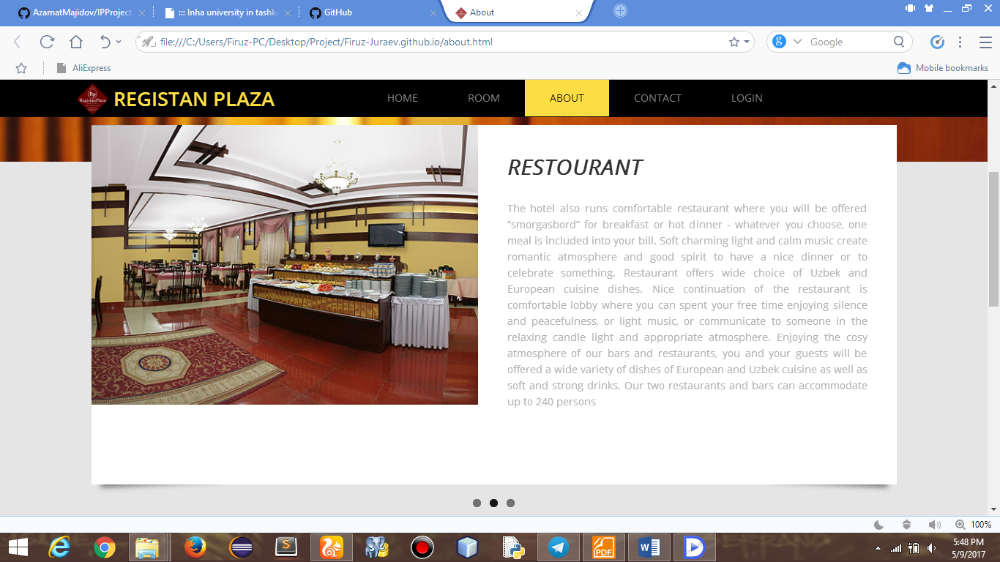 AzamatMajidov/IPProject
::: Inha university in tashk
GitHub
About
file:///C:/Users/Firuz-PC/Desktop/Project/Firuz-Juraev.github.io/about.html
Google
AliExpress
Mobile bookmarks
REGISTAN PLAZA
HOME
ROOM
ABOUT
CONTACT
LOGIN
RESTOURANT
The hotel also runs comfortable restaurant where you will be offered
“smorgasbord” for breakfast or hot dinner - whatever you choose, one
meal is included into your bill. Soft charming light and calm music create
romantic atmosphere and good spirit to have a nice dinner or to
celebrate something. Restaurant offers wide choice of Uzbek and
European cuisine dishes. Nice continuation of the restaurant is
comfortable lobby where you can spent your free time enjoying silence
and peacefulness, or light music, or communicate to someone in the
relaxing candle light and appropriate atmosphere. Enjoying the cosy
atmosphere of our bars and restaurants, you and your guests will be
offered a wide variety of dishes of European and Uzbek cuisine as well as
soft and strong drinks. Our two restaurants and bars can accommodate
up to 240 persons
100%
PDF
5:48 PM
5/9/2017